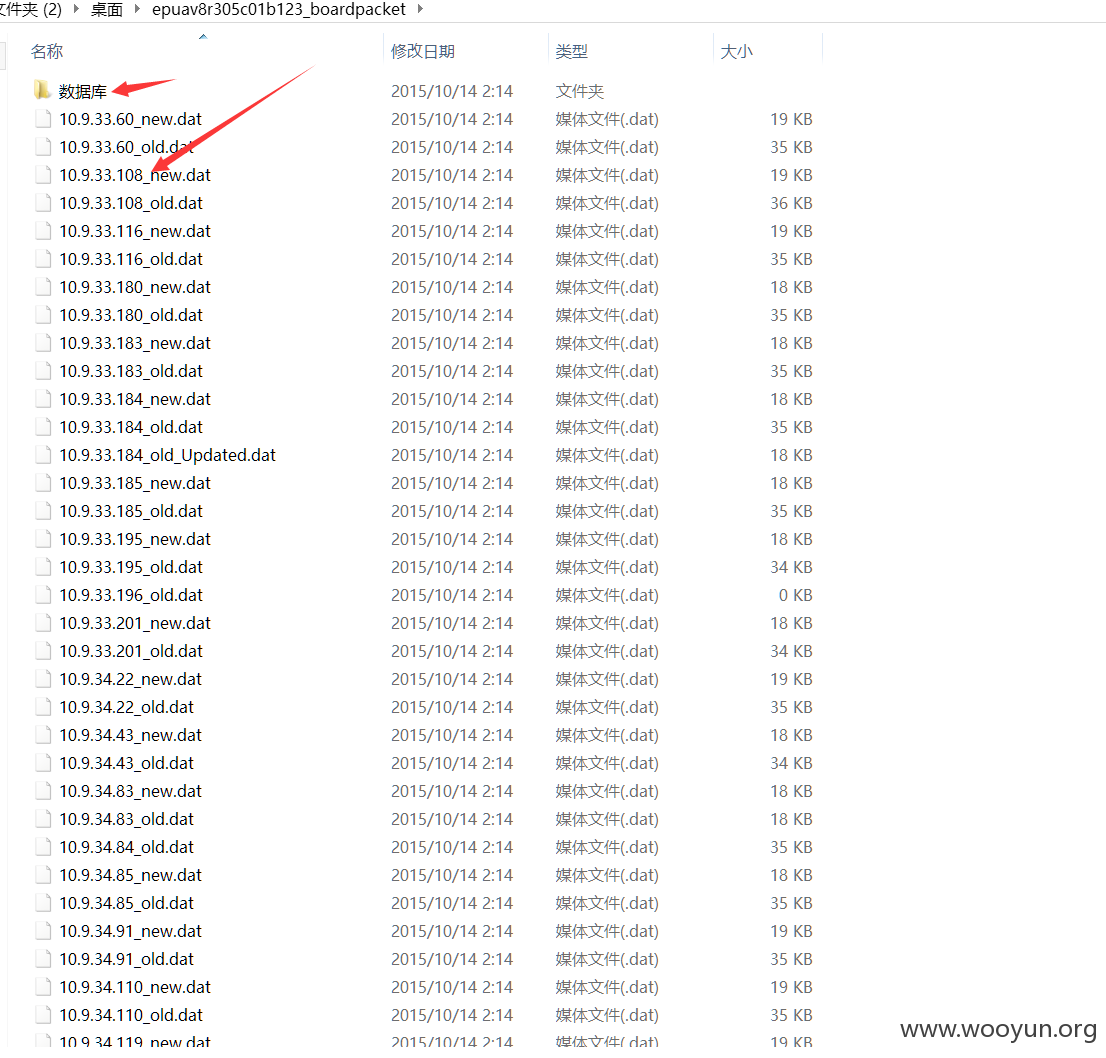 文件夹 (2) 桌面 epuav8r305c01b123_boardpacket
名称 修改日期 类型 大小
数据库 2015/10/14 2:14 文件夹
10.9.33.60_new.dat 2015/10/14 2:14 媒体文件(.dat) 19 KB
10.9.33.60_old.dat 2015/10/14 2:14 媒体文件(.dat) 35 KB
10.9.33.108_new.dat 2015/10/14 2:14 媒体文件(.dat) 19 KB
10.9.33.108_old.dat 2015/10/14 2:14 媒体文件(.dat) 36 KB
10.9.33.116_new.dat 2015/10/14 2:14 媒体文件(.dat) 19 KB
10.9.33.116_old.dat 2015/10/14 2:14 媒体文件(.dat) 35 KB
10.9.33.180_new.dat 2015/10/14 2:14 媒体文件(.dat) 18 KB
10.9.33.180_old.dat 2015/10/14 2:14 媒体文件(.dat) 35 KB
10.9.33.183_new.dat 2015/10/14 2:14 媒体文件(.dat) 18 KB
10.9.33.183_old.dat 2015/10/14 2:14 媒体文件(.dat) 35 KB
10.9.33.184_new.dat 2015/10/14 2:14 媒体文件(.dat) 18 KB
10.9.33.184_old.dat 2015/10/14 2:14 媒体文件(.dat) 35 KB
10.9.33.184_old_Updated.dat 2015/10/14 2:14 媒体文件(.dat) 18 KB
10.9.33.185_new.dat 2015/10/14 2:14 媒体文件(.dat) 18 KB
10.9.33.185_old.dat 2015/10/14 2:14 媒体文件(.dat) 35 KB
10.9.33.195_new.dat 2015/10/14 2:14 媒体文件(.dat) 18 KB
10.9.33.195_old.dat 2015/10/14 2:14 媒体文件(.dat) 34 KB
10.9.33.196_old.dat 2015/10/14 2:14 媒体文件(.dat) 0 KB
10.9.33.201_new.dat 2015/10/14 2:14 媒体文件(.dat) 18 KB
10.9.33.201_old.dat 2015/10/14 2:14 媒体文件(.dat) 34 KB
10.9.34.22_new.dat 2015/10/14 2:14 媒体文件(.dat) 19 KB
10.9.34.22_old.dat 2015/10/14 2:14 媒体文件(.dat) 35 KB
10.9.34.43_new.dat 2015/10/14 2:14 媒体文件(.dat) 18 KB
10.9.34.43_old.dat 2015/10/14 2:14 媒体文件(.dat) 34 KB
10.9.34.83_new.dat 2015/10/14 2:14 媒体文件(.dat) 18 KB
10.9.34.83_old.dat 2015/10/14 2:14 媒体文件(.dat) 18 KB
10.9.34.84_old.dat 2015/10/14 2:14 媒体文件(.dat) 35 KB
10.9.34.85_new.dat 2015/10/14 2:14 媒体文件(.dat) 18 KB
10.9.34.85_old.dat 2015/10/14 2:14 媒体文件(.dat) 35 KB
10.9.34.91_new.dat 2015/10/14 2:14 媒体文件(.dat) 19 KB
10.9.34.91_old.dat 2015/10/14 2:14 媒体文件(.dat) 35 KB
10.9.34.110_new.dat 2015/10/14 2:14 媒体文件(.dat) 19 KB
10.9.34.110_old.dat 2015/10/14 2:14 媒体文件(.dat) 35 KB
10.9.34.119_new.dat 2015/10/14 2:14 媒体文件(.dat) 19 KB
www.wooyun.org